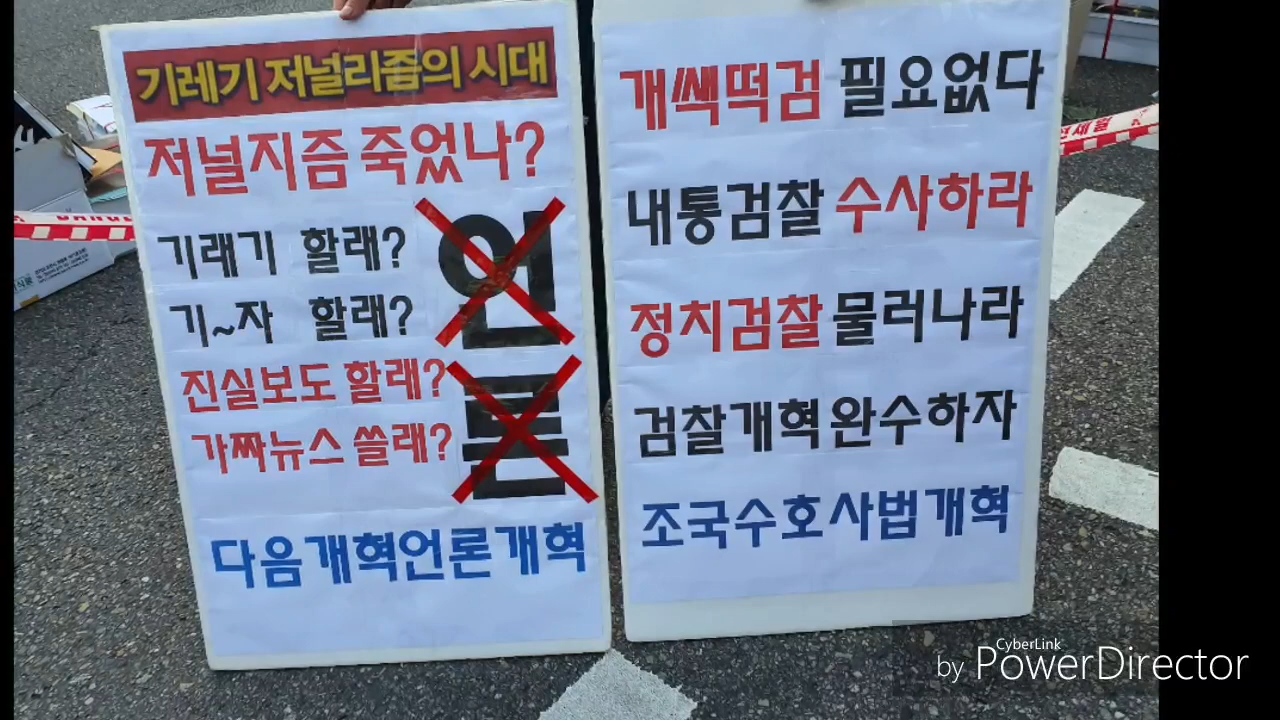 기레기 저널리즘의 시대
저널지즘 죽었나?
기래기 할래?
기~자 할래?
진실보도 할래?
가짜뉴스 쓸래?
언
론
다음개혁언론개혁
개쌕떡검 필요없다
내통검찰 수사하라
정치검찰 물러나라
검찰개혁완수하자
조국수호사법개혁
CyberLink
by PowerDirector